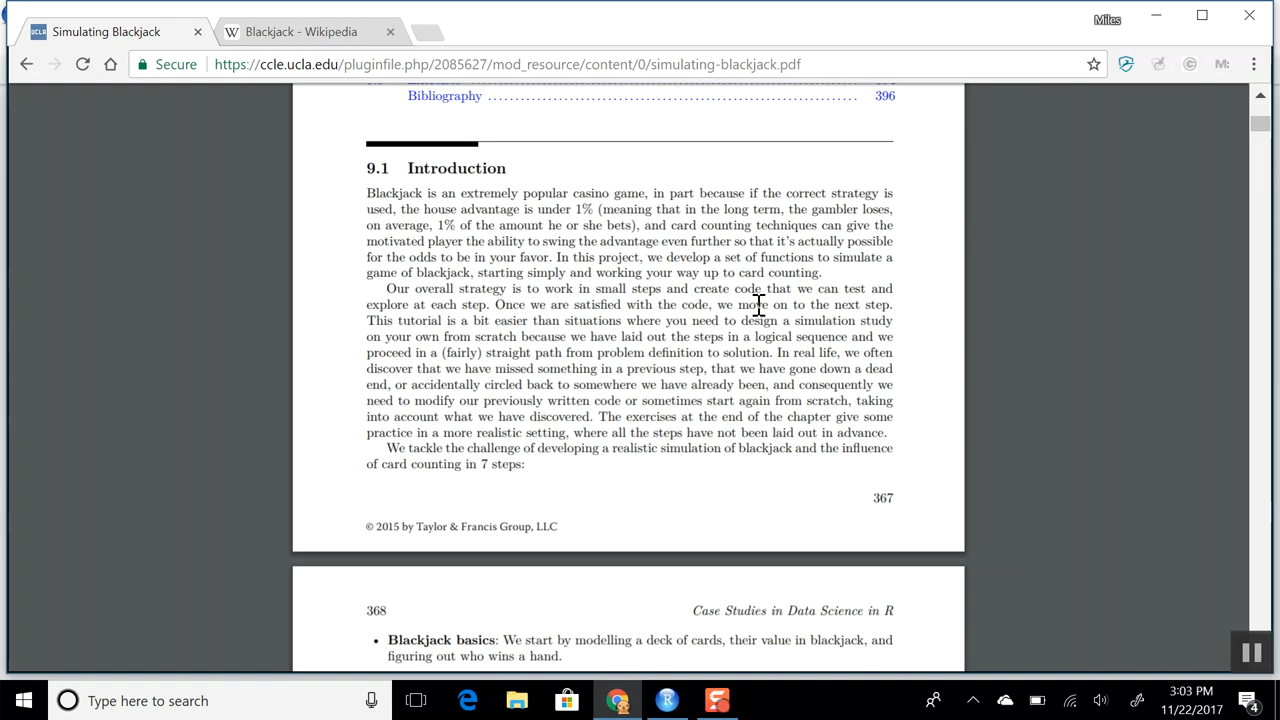 Miles
Simulating Blackjack
Blackjack - Wikipedia
Secure
https://ccle.ucla.edu/pluginfile.php/2085627/mod_resource/content/0/simulating-blackjack.pdf
Bibliography 396
9.1 Introduction
Blackjack is an extremely popular casino game, in part because if the correct strategy is
used, the house advantage is under 1% (meaning that in the long term, the gambler loses,
on average, 1% of the amount he or she bets), and card counting techniques can give the
motivated player the ability to swing the advantage even further so that it's actually possible
for the odds to be in your favor. In this project, we develop a set of functions to simulate a
game of blackjack, starting simply and working your way up to card counting.
Our overall strategy is to work in small steps and create code that we can test and
explore at each step. Once we are satisfied with the code, we move on to the next step.
This tutorial is a bit easier than situations where you need to design a simulation study
on your own from scratch because we have laid out the steps in a logical sequence and we
proceed in a (fairly) straight path from problem definition to solution. In real life, we often
discover that we have missed something in a previous step, that we have gone down a dead
end, or accidentally circled back to somewhere we have already been, and consequently we
need to modify our previously written code or sometimes start again from scratch, taking
into account what we have discovered. The exercises at the end of the chapter give some
practice in a more realistic setting, where all the steps have not been laid out in advance.
We tackle the challenge of developing a realistic simulation of blackjack and the influence
of card counting in 7 steps:
367
© 2015 by Taylor & Francis Group, LLC
368 Case Studies in Data Science in R
• Blackjack basics: We start by modelling a deck of cards, their value in blackjack, and
figuring out who wins a hand.
Type here to search
3:03 PM
11/22/2017
4